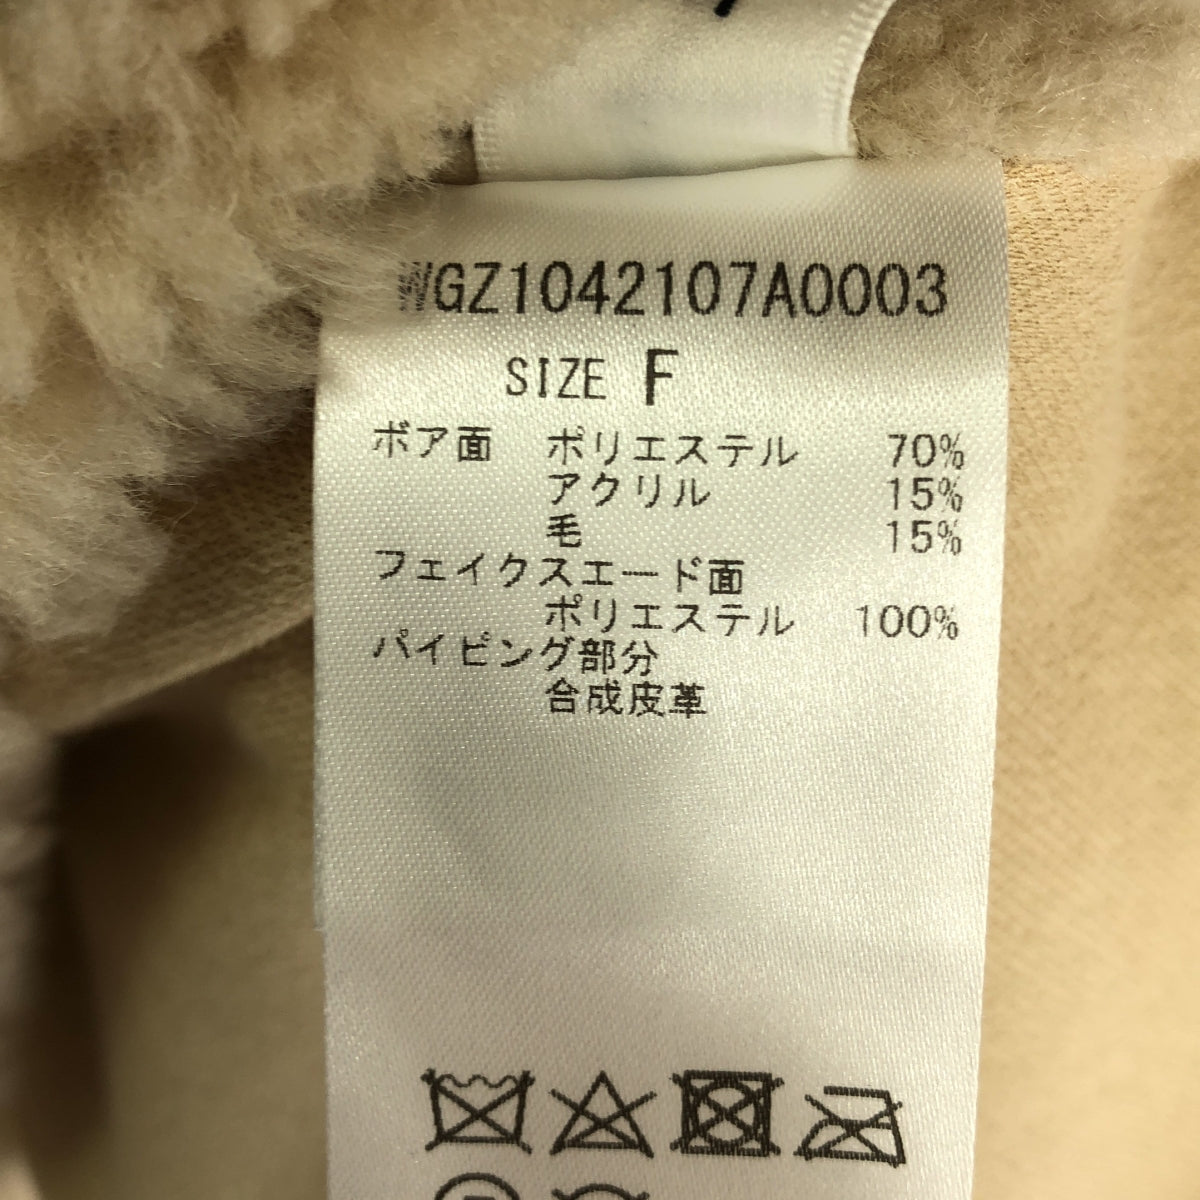 WGZ1042107A0003
SIZE F
ボア面 ポリエステル 70%
アクリル 15%
毛 15%
フェイクスエード面
ポリエステル 100%
パイピング部分
合成皮革